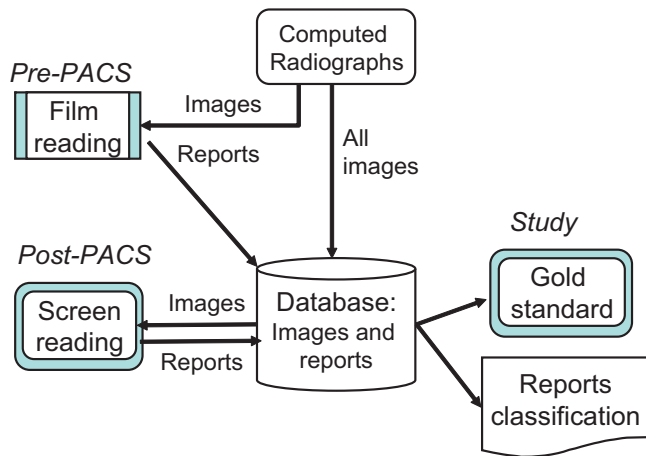 Computed
Radiographs
Pre-PACS
Film
reading
Images
Reports
All
images
Post-PACS
Screen
reading
Images
Reports
Database:
Images and
reports
Study
Gold
standard
Reports
classification